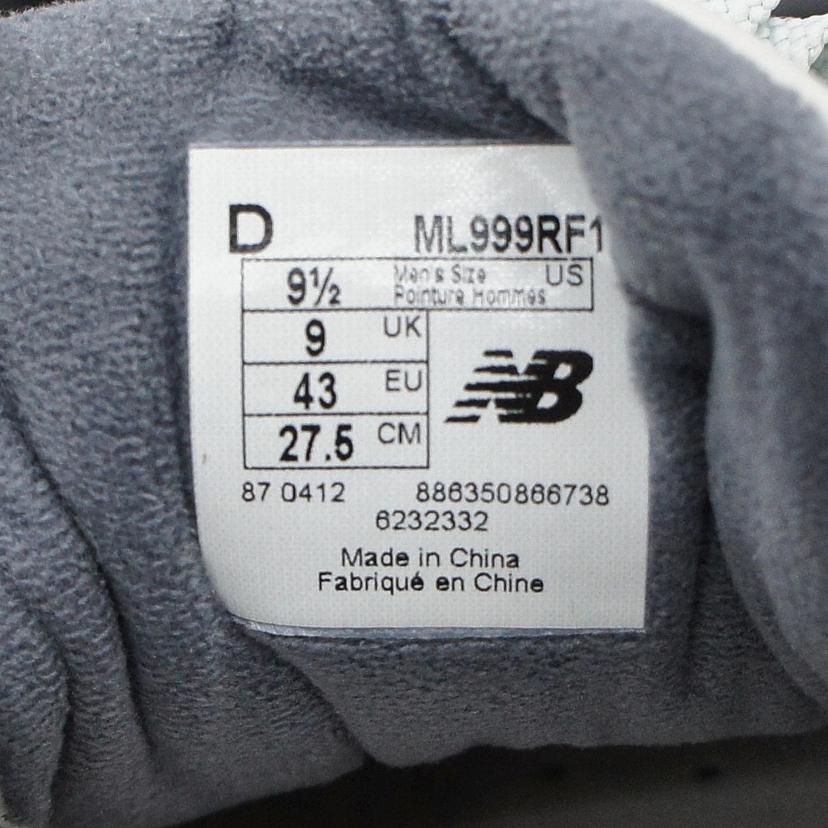 D ML999RF1
9½ Men's Size US
Pointure Hommes
9 UK
43 EU
27.5 CM
NB
87 0412 886350866738
6232332
Made in China
Fabriqué en Chine